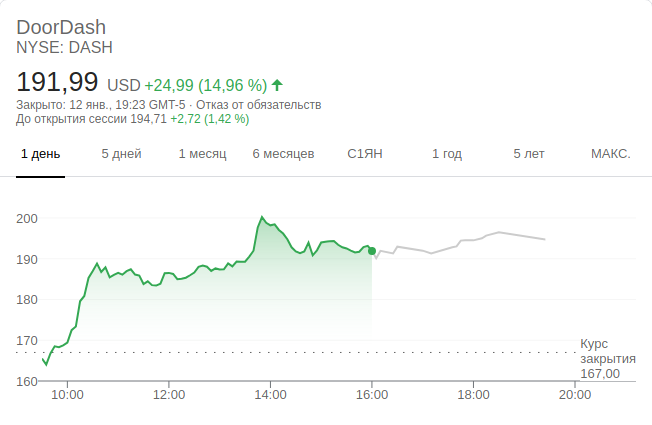 DoorDash
NYSE: DASH
191,99 USD +24,99 (14,96 %)
Закрыто: 12 янв., 19:23 GMT-5 · Отказ от обязательств
До открытия сессии 194,71 +2,72 (1,42 %)
1 день 5 дней 1 месяц 6 месяцев С1ЯН 1 год 5 лет МАКС.
200
190
180
170
160
Курс
закрытия
167,00
10:00 12:00 14:00 16:00 18:00 20:00